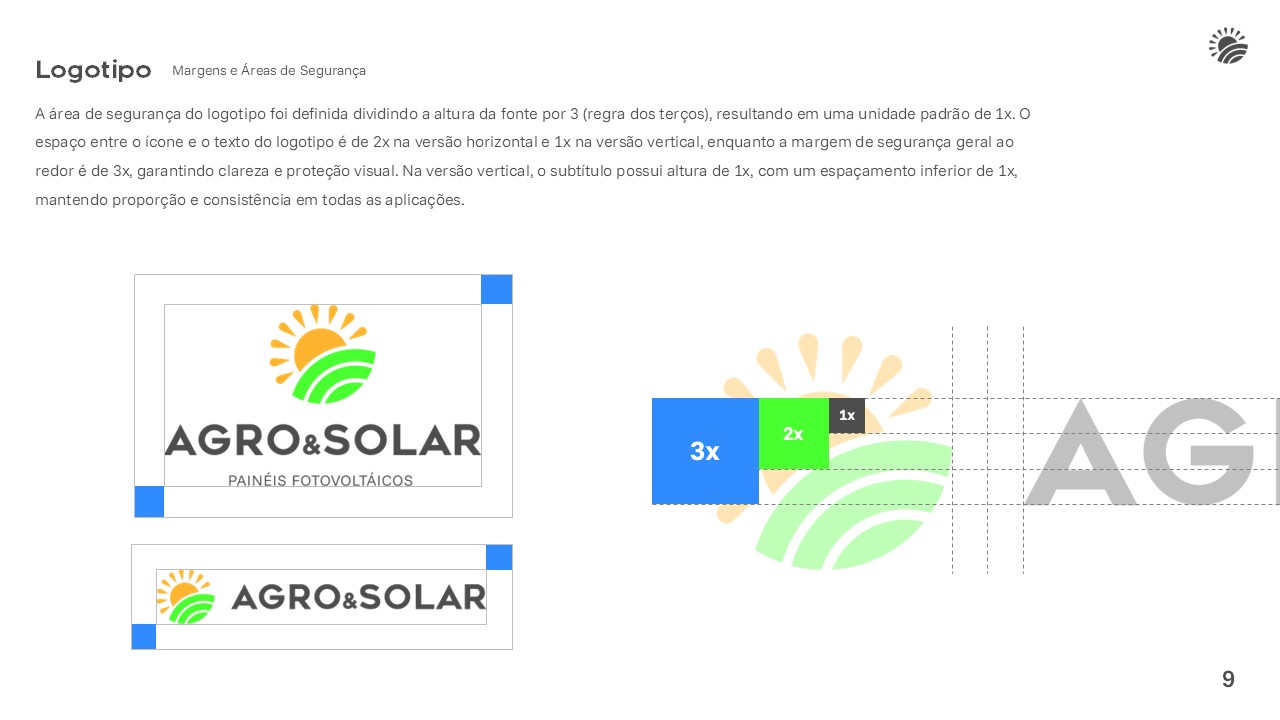 Logotipo Margens e Áreas de Segurança
A área de segurança do logotipo foi definida dividindo a altura da fonte por 3 (regra dos terços), resultando em uma unidade padrão de 1x. O
espaço entre o ícone e o texto do logotipo é de 2x na versão horizontal e 1x na versão vertical, enquanto a margem de segurança geral ao
redor é de 3x, garantindo clareza e proteção visual. Na versão vertical, o subtítulo possui altura de 1x, com um espaçamento inferior de 1x,
mantendo proporção e consistência em todas as aplicações.
AGRO&SOLAR
PAINÉIS FOTOVOLTÁICOS
AGRO&SOLAR
3x
2x
1x
AG
9